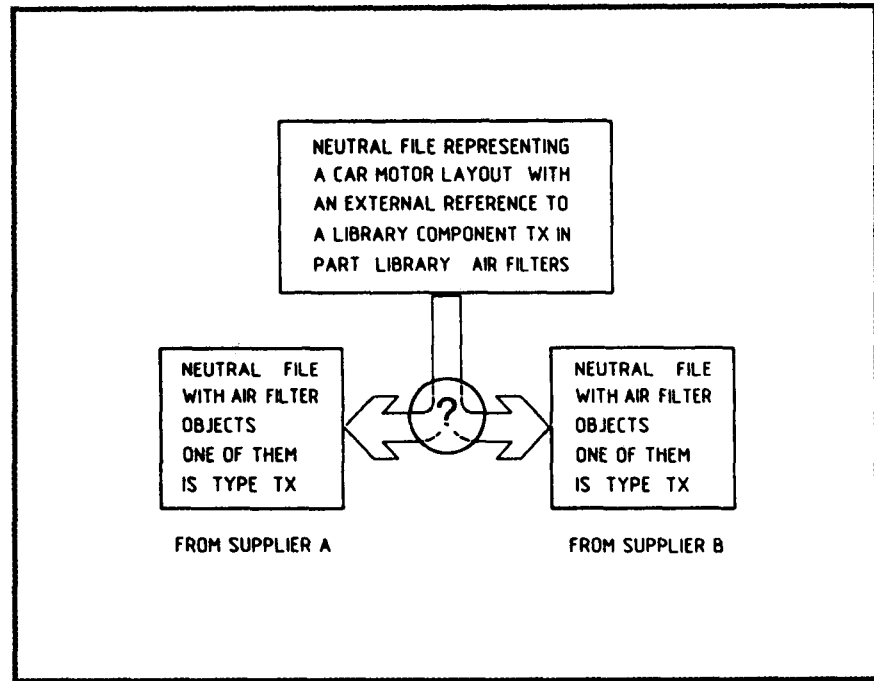 NEUTRAL FILE REPRESENTING
A CAR MOTOR LAYOUT WITH
AN EXTERNAL REFERENCE TO
A LIBRARY COMPONENT TX IN
PART LIBRARY AIR FILTERS
?
NEUTRAL FILE
WITH AIR FILTER
OBJECTS
ONE OF THEM
IS TYPE TX
FROM SUPPLIER A
NEUTRAL FILE
WITH AIR FILTER
OBJECTS
ONE OF THEM
IS TYPE TX
FROM SUPPLIER B